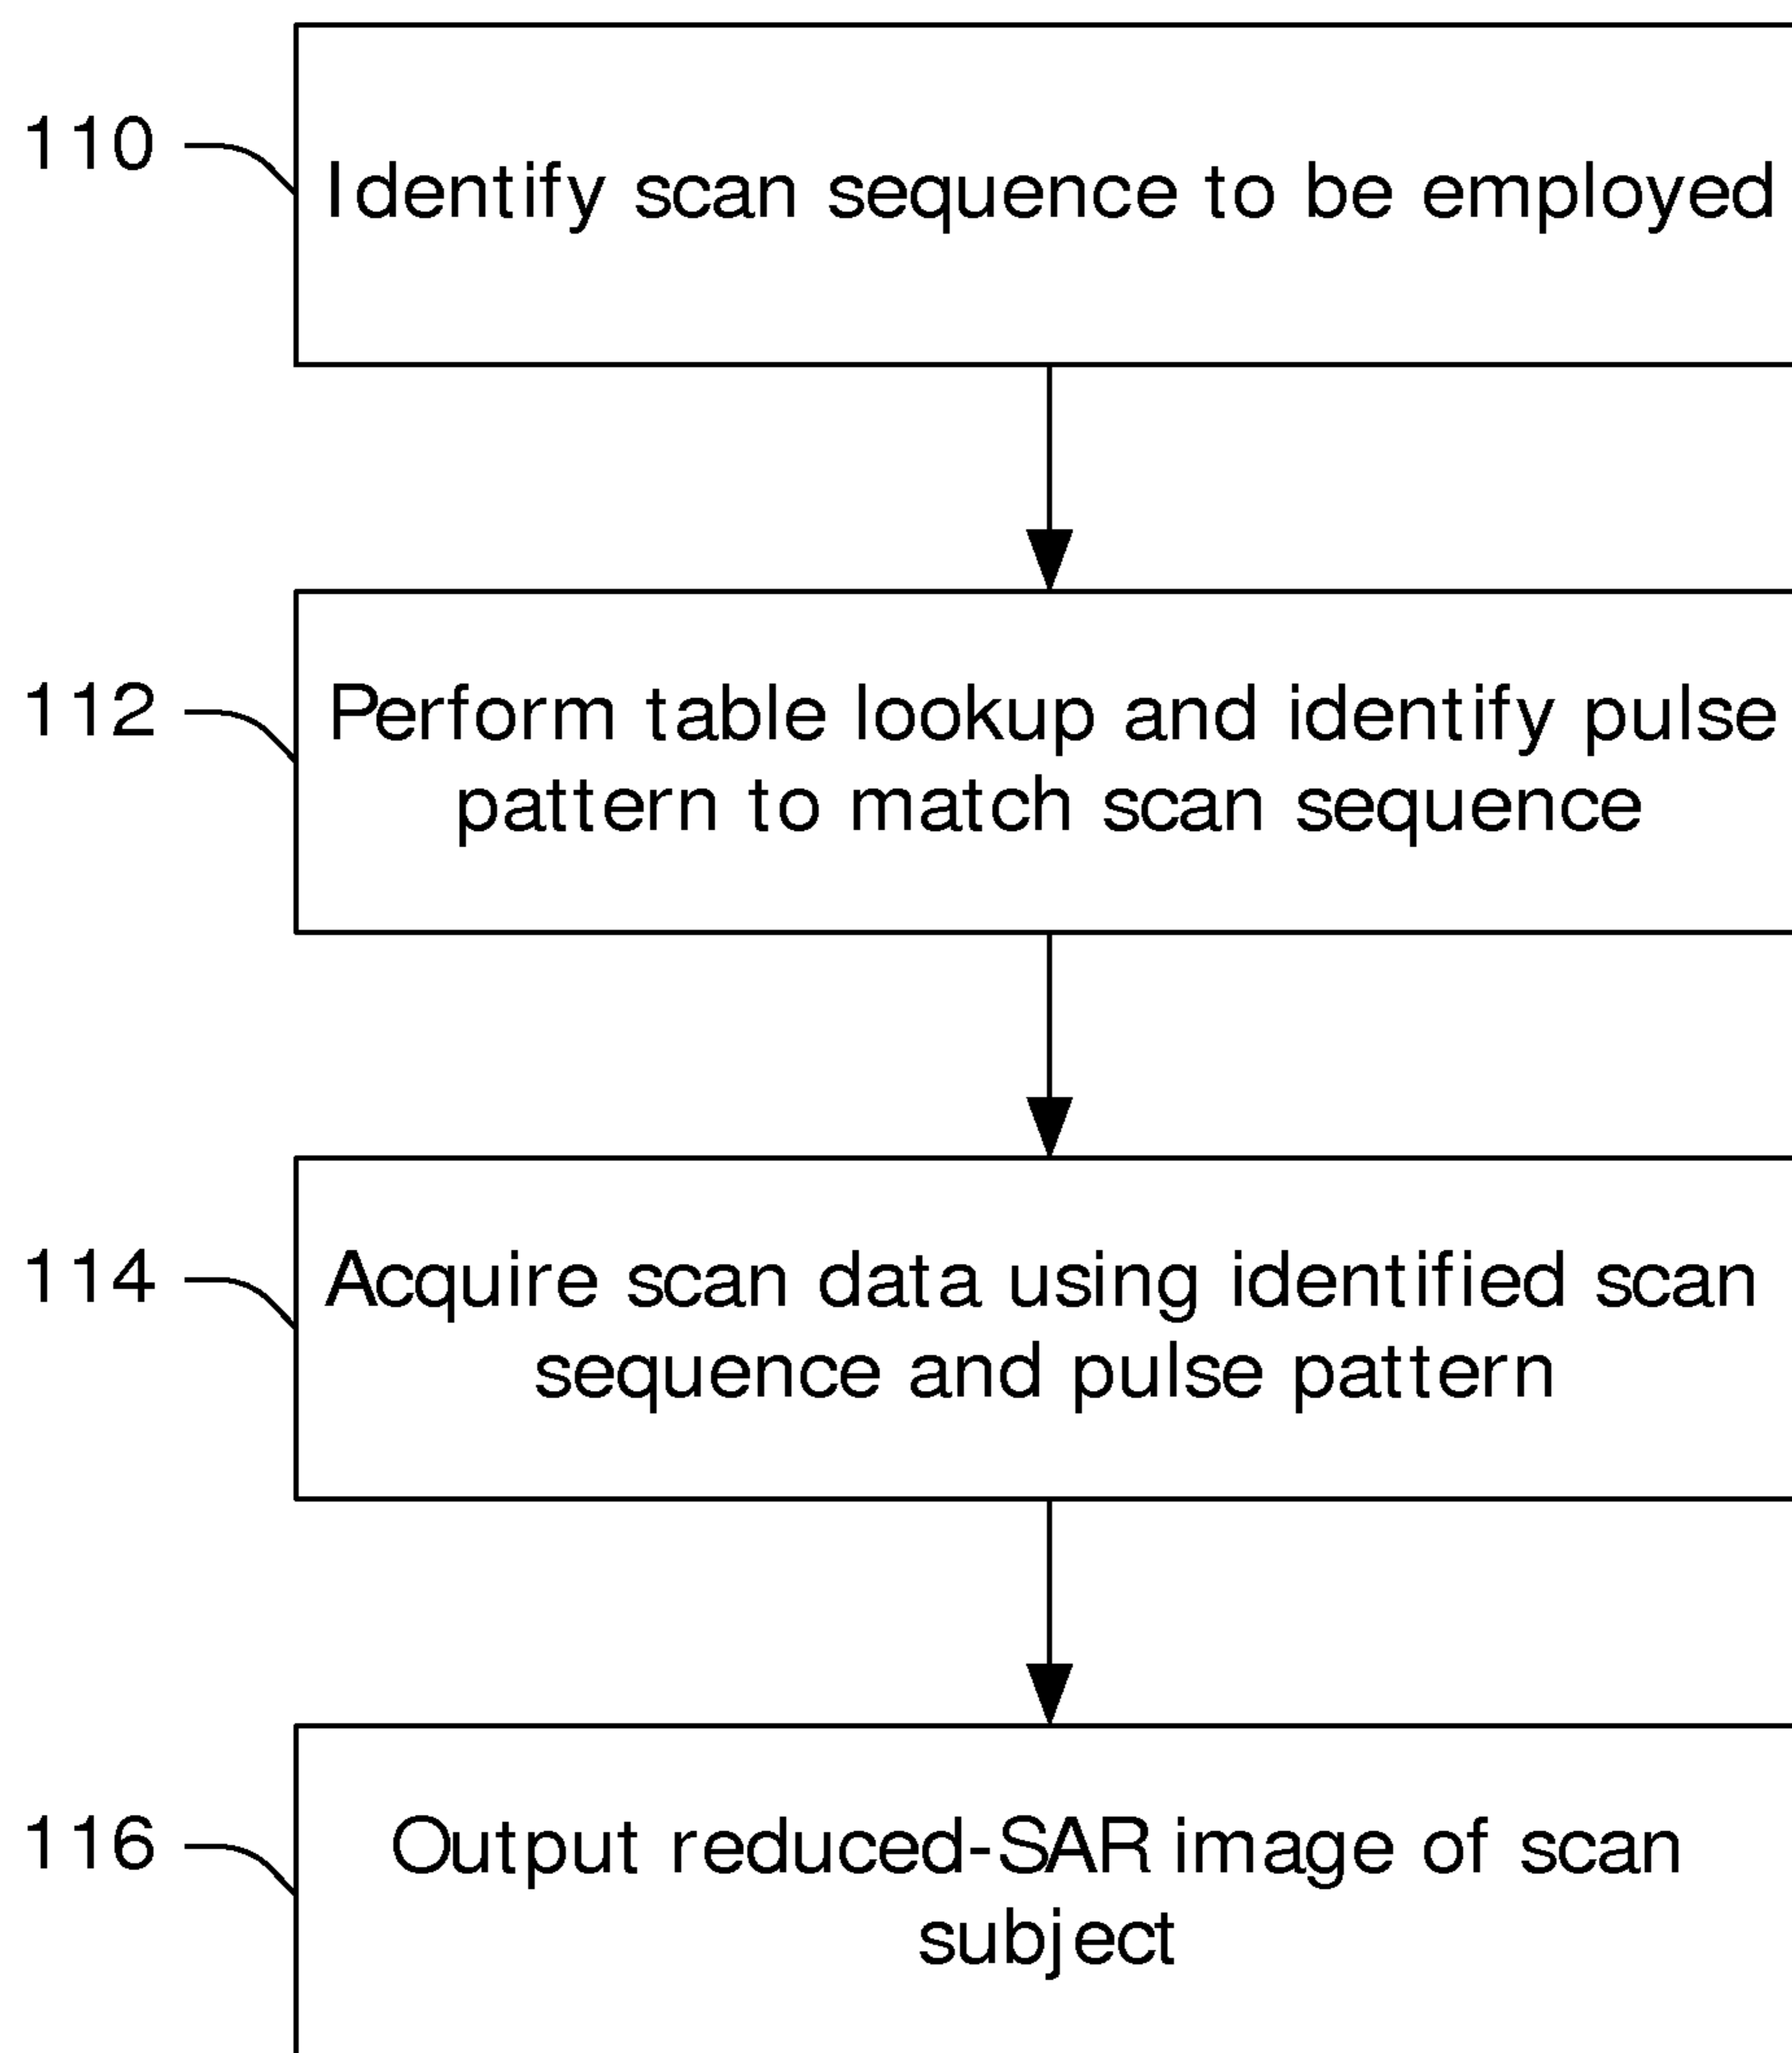 110
Identify scan sequence to be employed
112
Perform table lookup and identify pulse
pattern to match scan sequence
114
Acquire scan data using identified scan
sequence and pulse pattern
116
Output reduced-SAR image of scan
subject